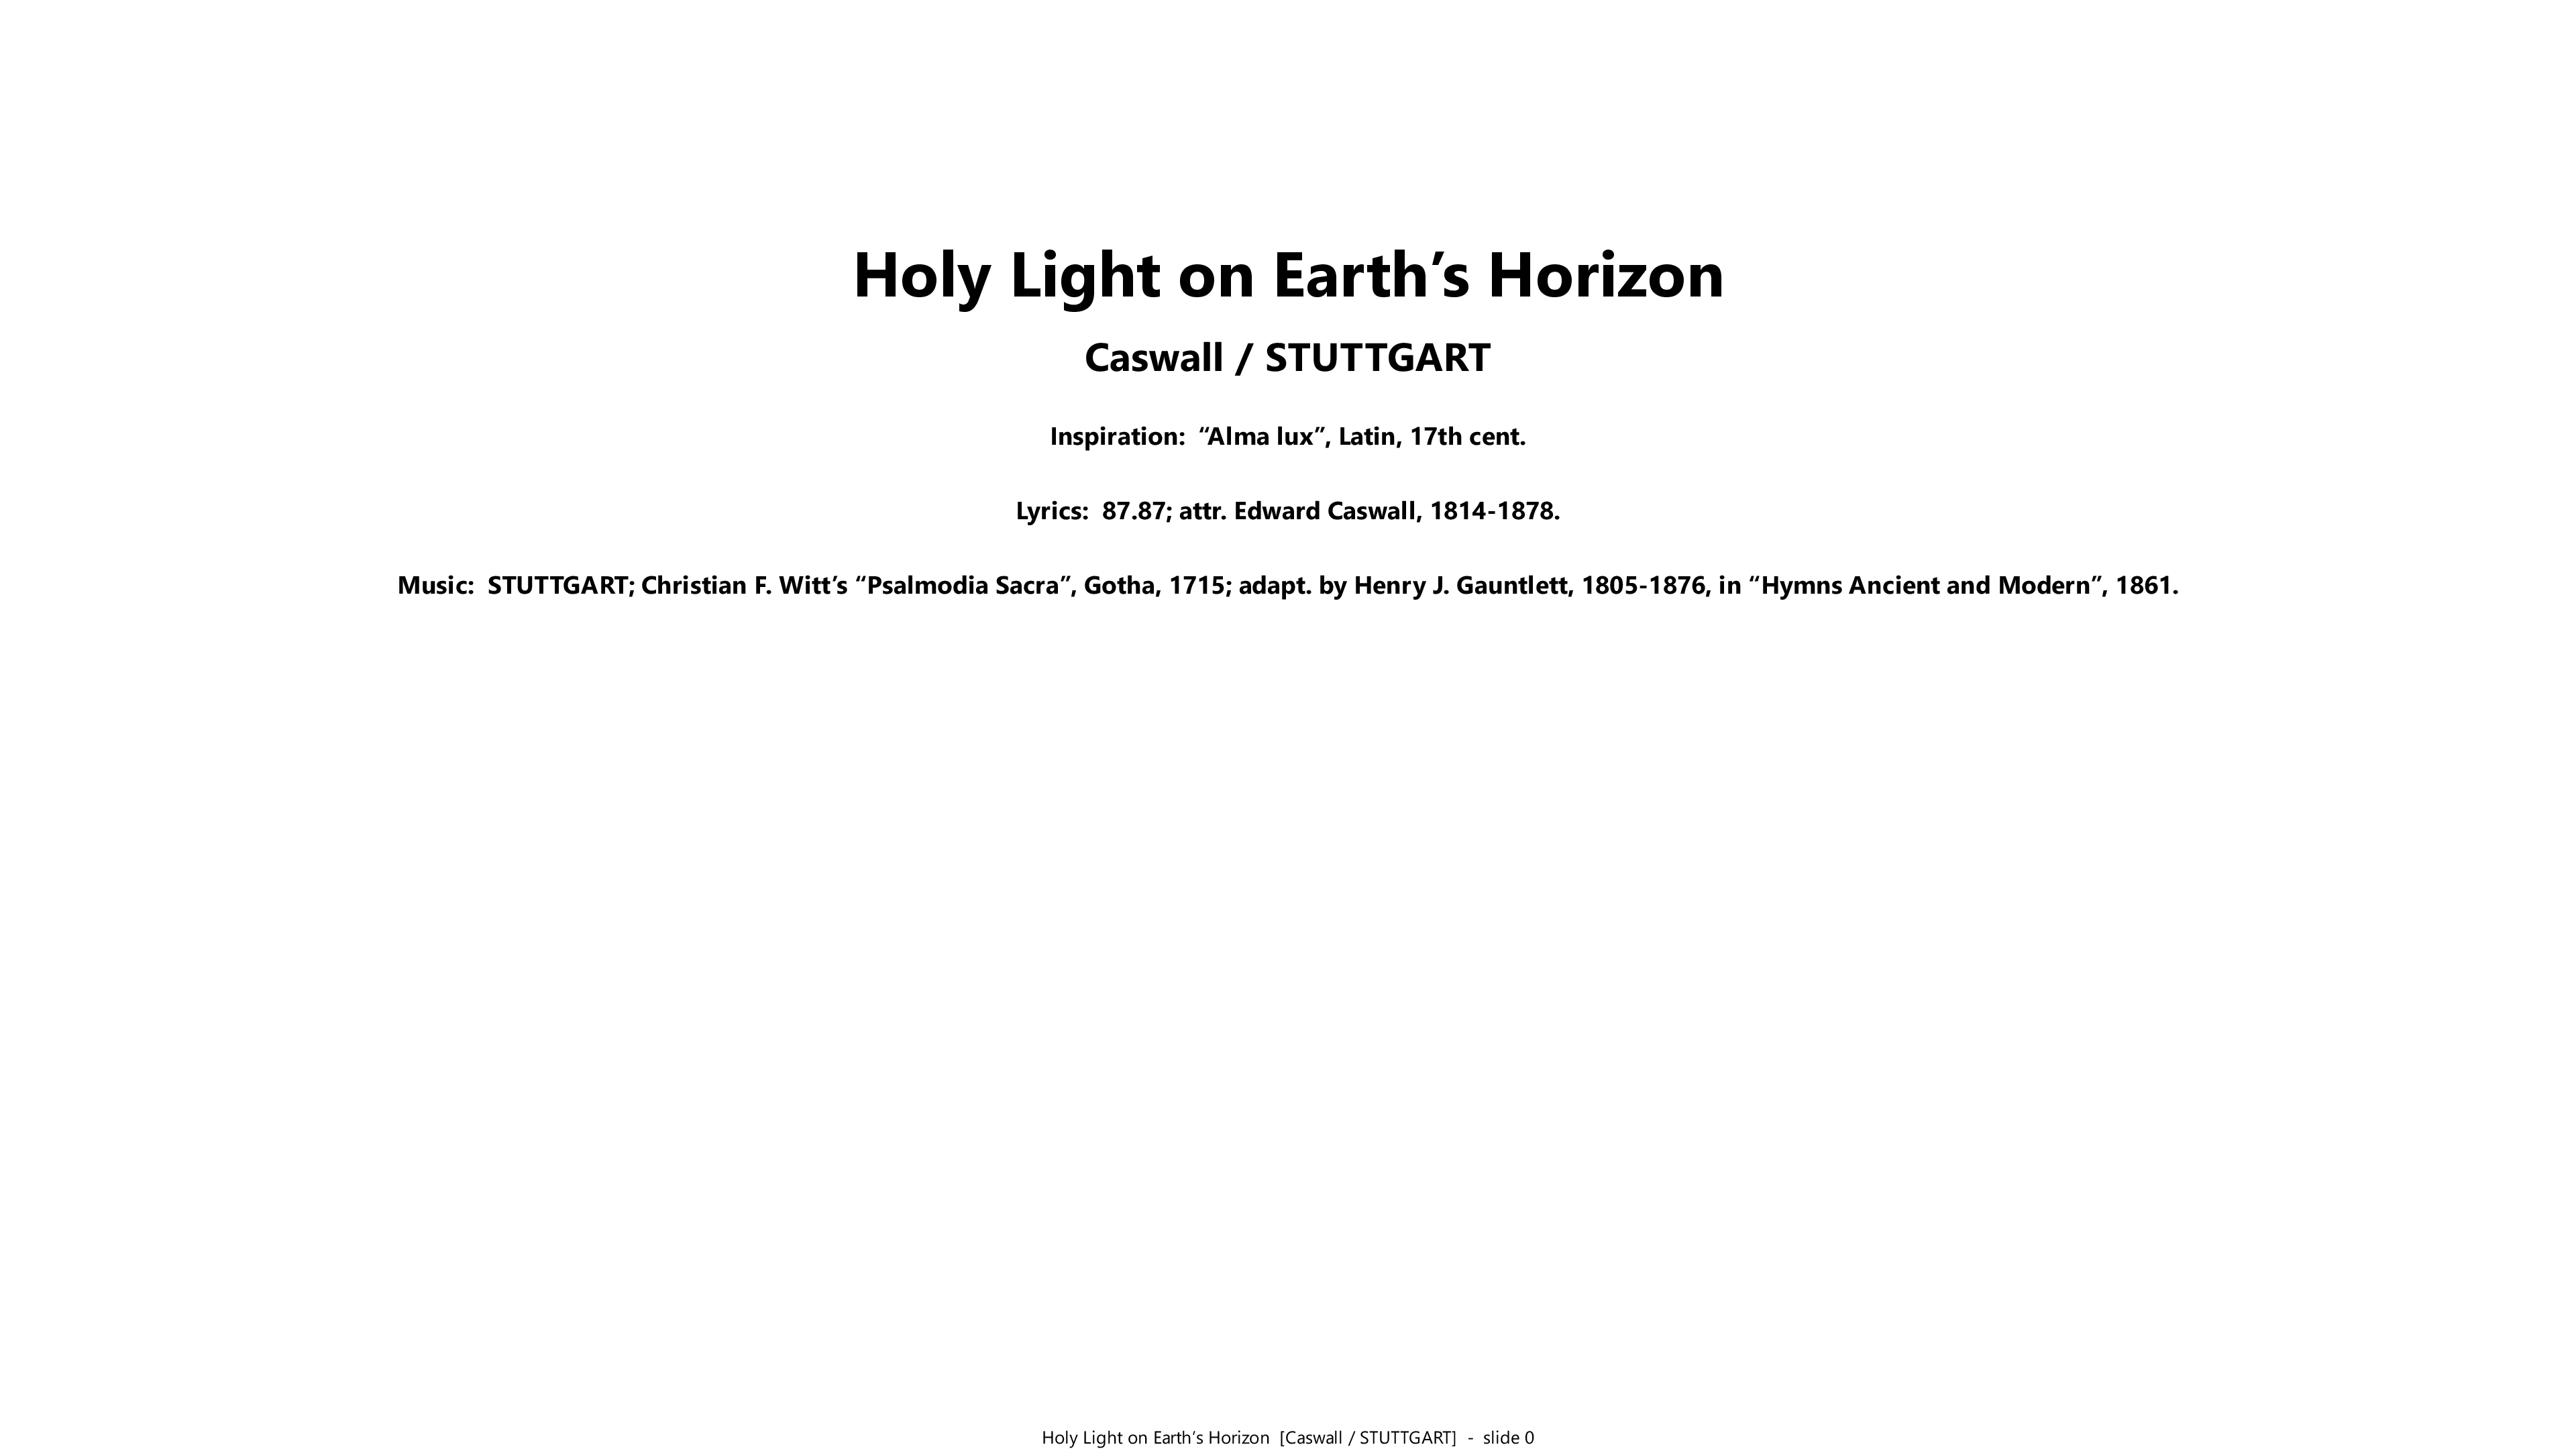 Holy Light on Earth’s Horizon
Caswall / STUTTGART
Inspiration:  “Alma lux”, Latin, 17th cent.
Lyrics:  87.87; attr. Edward Caswall, 1814-1878.
Music:  STUTTGART; Christian F. Witt’s “Psalmodia Sacra”, Gotha, 1715; adapt. by Henry J. Gauntlett, 1805-1876, in “Hymns Ancient and Modern”, 1861.
Holy Light on Earth’s Horizon  [Caswall / STUTTGART]  -  slide 0